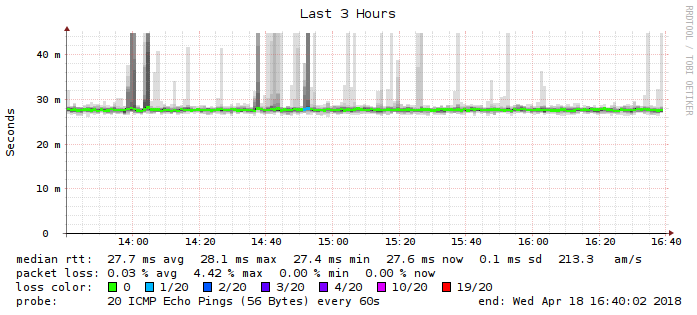 Last 3 Hours
RRDTOOL / TOBI OETIKER
Seconds
40 m
30 m
20 m
10 m
0
14:00 14:20 14:40 15:00 15:20 15:40 16:00 16:20 16:40
median rtt: 27.7 ms avg 28.1 ms max 27.4 ms min 27.6 ms now 0.1 ms sd 213.3 am/s
packet loss: 0.03 % avg 4.42 % max 0.00 % min 0.00 % now
loss color: 0 1/20 2/20 3/20 4/20 10/20 19/20
probe: 20 ICMP Echo Pings (56 Bytes) every 60s end: Wed Apr 18 16:40:02 2018